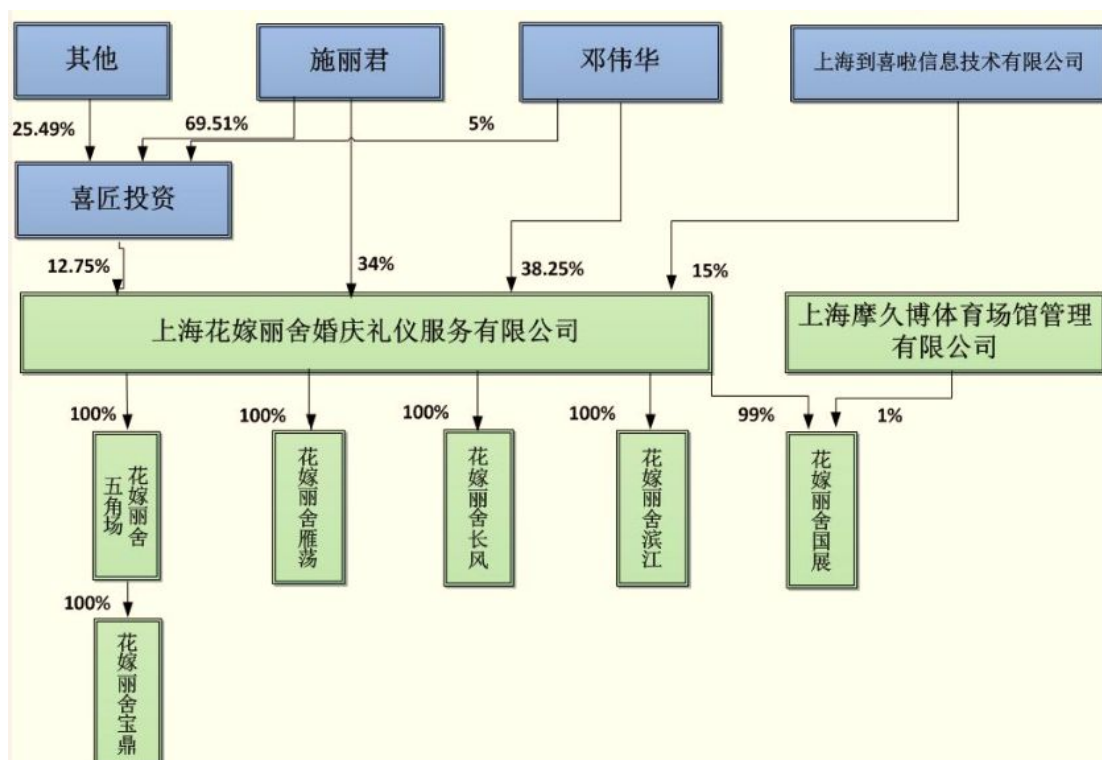 其他
施丽君
邓伟华
上海到喜啦信息技术有限公司
25.49%
69.51%
5%
喜匠投资
12.75%
34%
38.25%
15%
上海花嫁丽舍婚庆礼仪服务有限公司
上海摩久博体育场馆管理
有限公司
100%
100%
100%
100%
99%
1%
花嫁丽舍
五角场
花嫁丽舍雁荡
花嫁丽舍长风
花嫁丽舍滨江
花嫁丽舍国展
100%
花嫁丽舍宝鼎